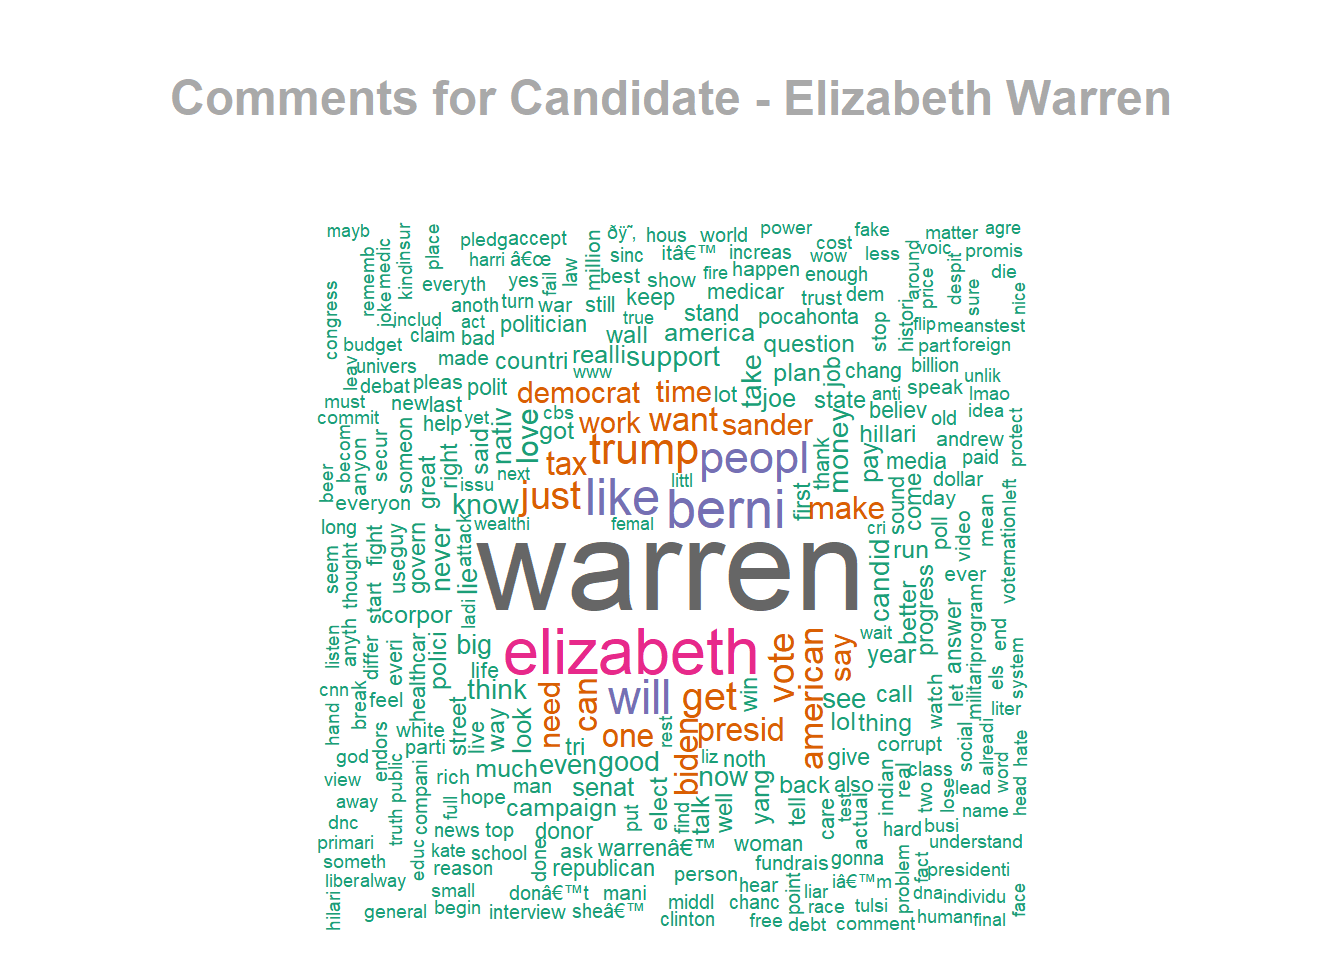 Comments for Candidate - Elizabeth Warren
mayb
insur
kind
medic
rememb
joke
place
pledg
accept
harri
â€œ
ðŸ˜‚
hous
world
power
fake
matter
agre
sinc
itâ€™
increas
cost
wow
less
voic
promis
everyth
yes
fail
law
million
best
show
fire
happen
enough
around
price
despit
sure
die
nice
congress
includ
anoth
turn
war
still
keep
medicar
trust
dem
act
true
stand
pocahonta
stop
histori
flip
meanstest
budget
claim
bad
politician
wall
america
question
part
foreign
leav
univers
made
countri
realli
support
take
plan
job
chang
billion
unlik
debat
pleas
polit
www
democrat
time
lot
joe
state
anti
speak
lmao
must
new
last
love
nativ
cbs
work
want
sander
believ
old
idea
commit
help
yet
got
money
hillari
andrew
protect
beer
becom
anyon
secur
someon
great
right
said
tax
trump
peopl
thank
pay
media
paid
issu
next
littl
dollar
everyon
know
just
like
berni
first
make
sound
come
day
mean
left
long
wealthi
femal
cri
poll
video
nation
voter
seem
thought
fight
useguy
govern
never
attack
lie
warren
candid
run
better
progress
ever
start
corpor
ladi
listen
anyth
differ
everi
healthcar
polici
big
elizabeth
vote
american
say
wait
year
answer
let
militari
program
els
end
system
cnn
break
feel
life
think
will
get
win
see
call
watch
liter
hand
endors
white
street
live
way
look
need
can
one
biden
presid
lol
thing
social
alreadi
hate
god
parti
tri
rest
liz
noth
give
corrupt
view
public
truth
compani
rich
much
even
good
now
back
also
indian
real
class
lead
word
head
away
full
hope
man
senat
elect
talk
well
yang
tell
care
test
actual
two
lose
name
dnc
campaign
put
find
primari
educ
news
top
donor
warrenâ€™
woman
hard
busi
understand
someth
kate
school
done
ask
fundrais
gonna
problem
fact
presidenti
liberal
way
reason
republican
person
hear
point
iâ€™m
hilari
small
donâ€™t
mani
middl
chanc
liar
dna
individu
face
general
begin
interview
sheâ€™
clinton
free
race
tulsi
debt
comment
human
final